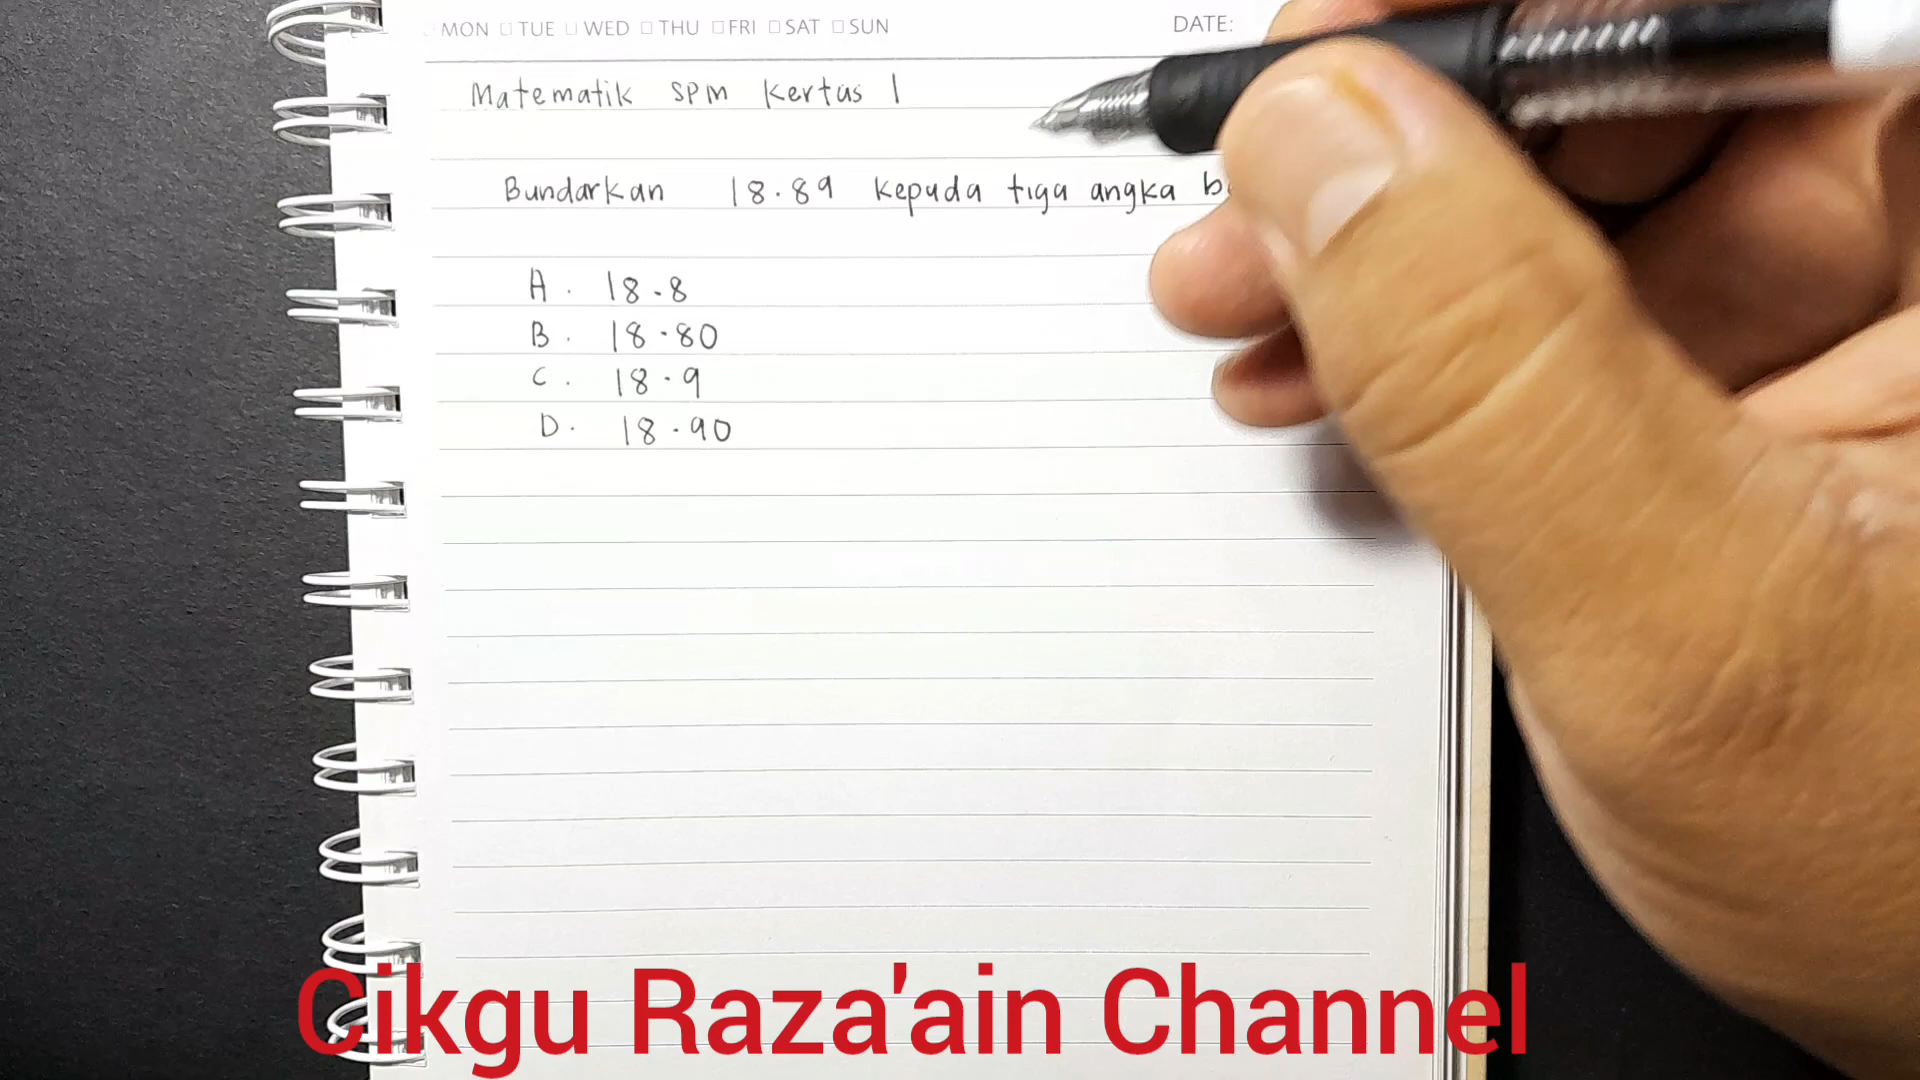 MON TUE WED THU FRI SAT SUN DATE:
Matematik SPM Kertas 1
Bundarkan 18.89 kepada tiga angka
A. 18.8
B. 18.80
C. 18.9
D. 18.90
Cikgu Raza'ain Channel